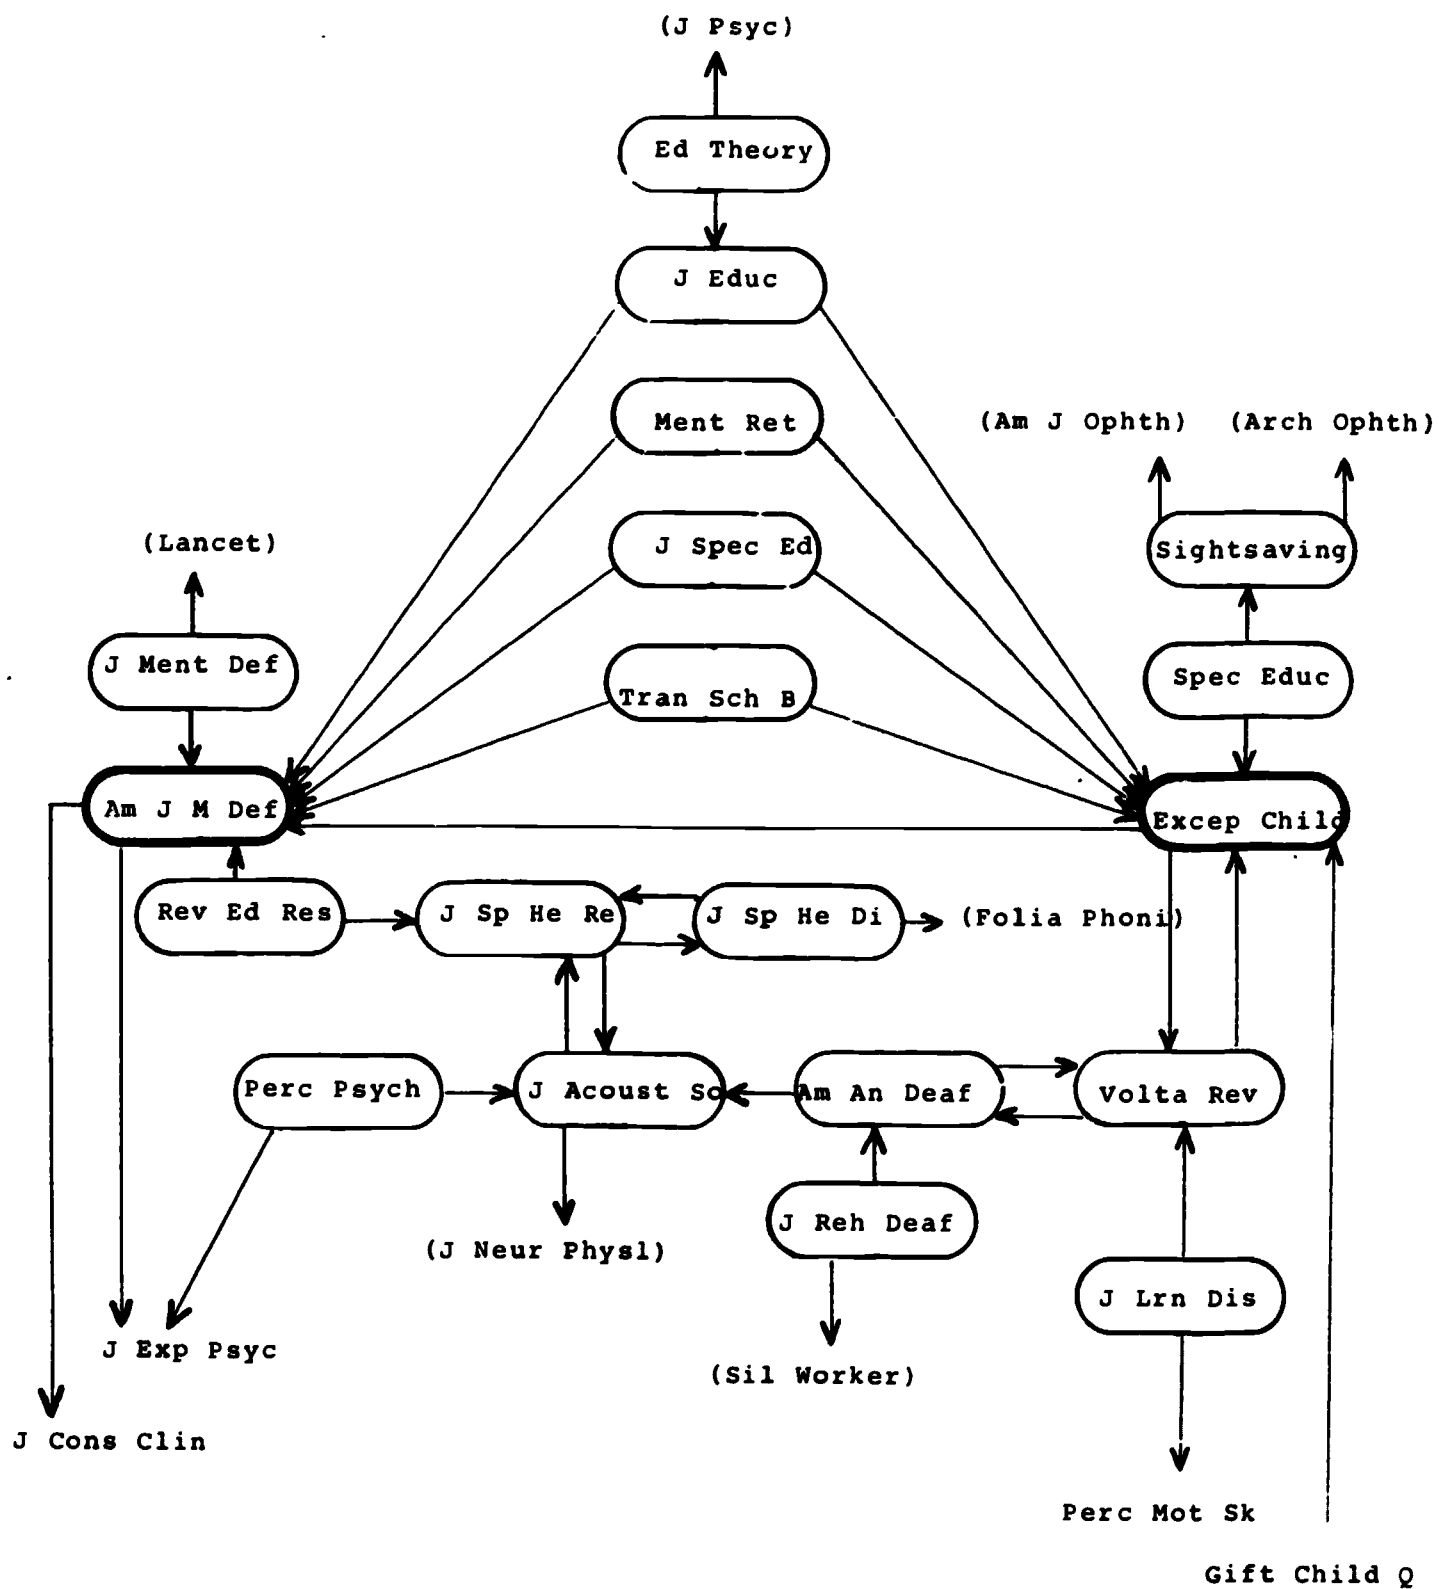 (J Psyc)
Ed Theory
J Educ
Ment Ret
(Am J Ophth)
(Arch Ophth)
(Lancet)
J Spec Ed
Sightsaving
J Ment Def
Spec Educ
Tran Sch B
Am J M Def
Excep Child
Rev Ed Res
J Sp He Re
J Sp He Di
(Folia Phoni)
Perc Psych
J Acoust So
Am An Deaf
Volta Rev
J Reh Deaf
(J Neur Physl)
J Lrn Dis
J Exp Psyc
(Sil Worker)
J Cons Clin
Perc Mot Sk
Gift Child Q